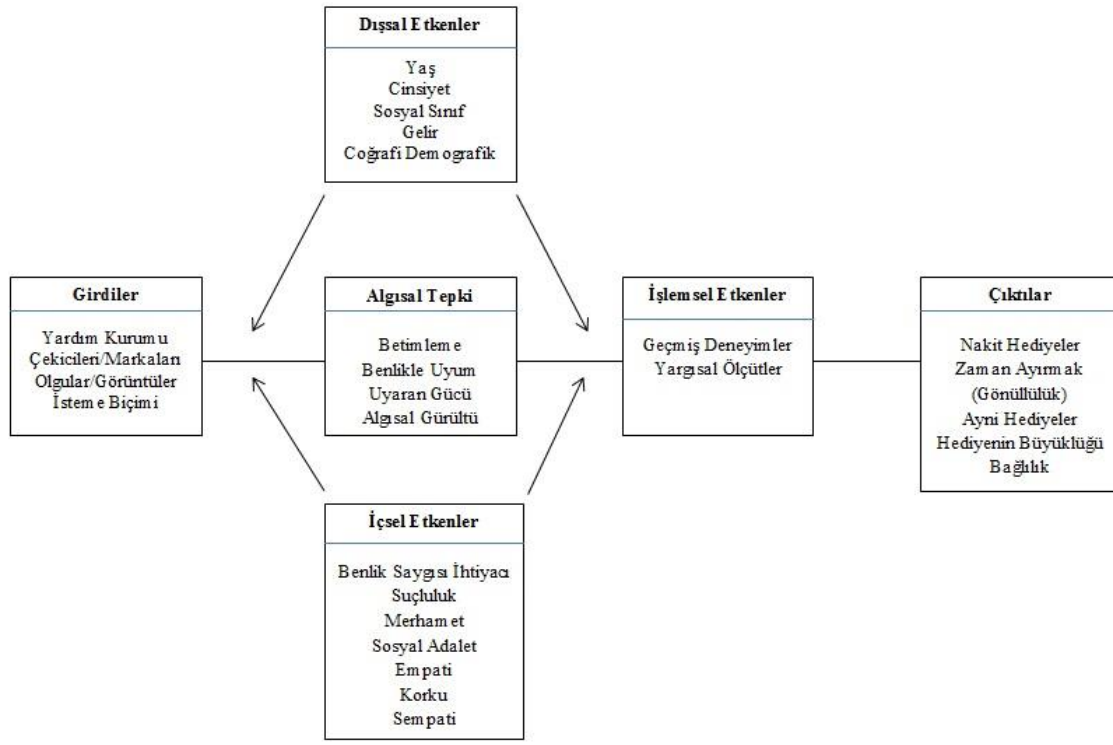 Dışsal Etkenler
Yaş
Cinsiyet
Sosyal Sınıf
Gelir
Coğrafi Demografik
Girdiler
Yardım Kurumu
Çekicileri/Markaları
Olgular/Görüntüler
İsteme Biçimi
Algısal Tepki
Betimleme
Benlikle Uyum
Uyaran Gücü
Algısal Gürültü
İşlemsel Etkenler
Geçmiş Deneyimler
Yargısal Ölçütler
Çıktılar
Nakit Hediyeler
Zaman Ayırmak
(Gönüllülük)
Ayni Hediyeler
Hediyenin Büyüklüğü
Bağlılık
İçsel Etkenler
Benlik Saygısı İhtiyacı
Suçluluk
Merhamet
Sosyal Adalet
Empati
Korku
Sempati